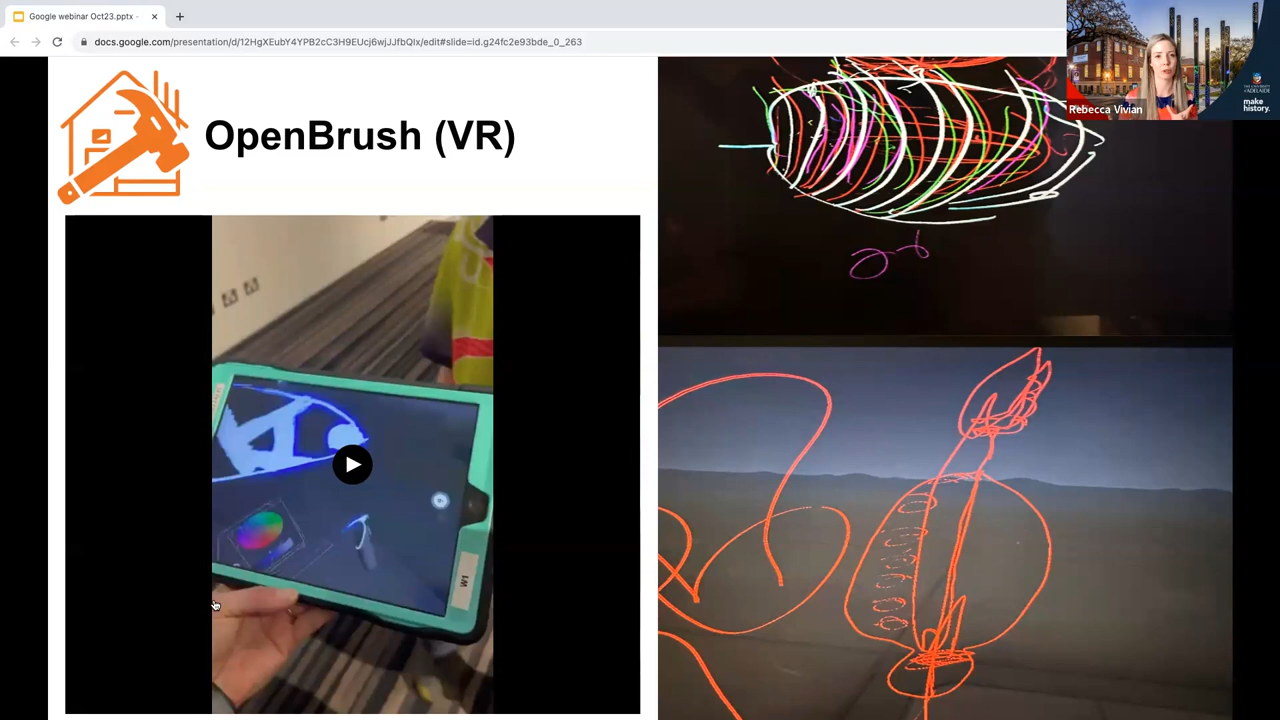 Google webinar Oct23.pptx -
docs.google.com/presentation/d/12HgXEubY4YPB2cC3H9EUcj6wjJJfbQIx/edit#slide=id.g24fc2e93bde_0_263
OpenBrush (VR)
Rebecca Vivian
make
history.
W1